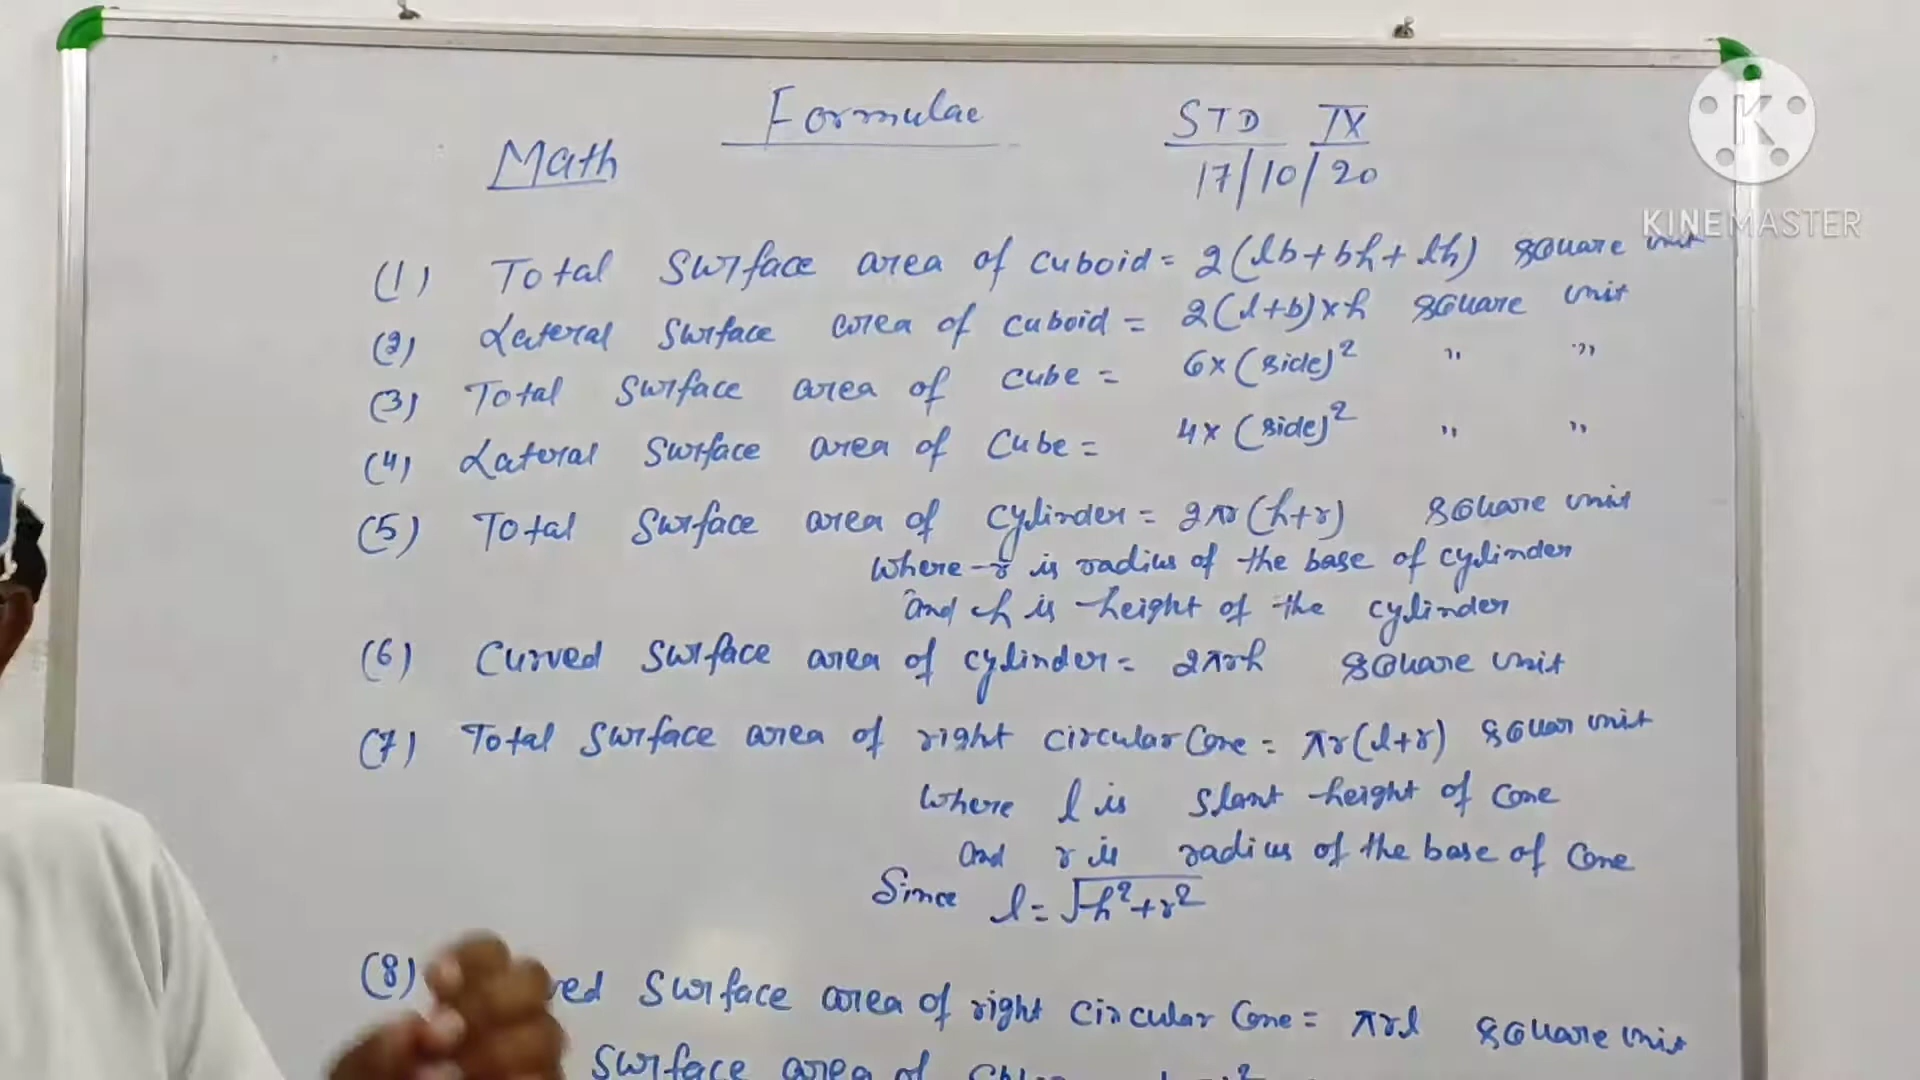 Formulae
STD IX
Math
17/10/20
K
KINEMASTER
(1) Total Surface area of cuboid = 2(lb+bh+lh) square unit
(2) Lateral Surface area of cuboid = 2(l+b)×h square unit
(3) Total Surface area of cube = 6×(side)² " "
(4) Lateral Surface area of Cube = 4×(side)² " "
(5) Total Surface area of cylinder = 2πr(h+r) square unit
where r is radius of the base of cylinder
and h is height of the cylinder
(6) Curved Surface area of cylinder = 2πrh square unit
(7) Total Surface area of right circular Cone = πr(l+r) squar unit
where l is slant height of cone
and r is radius of the base of Cone
Since l = √h²+r²
(8) ved Surface area of right Circular Cone = πrl square unit
Surface area of